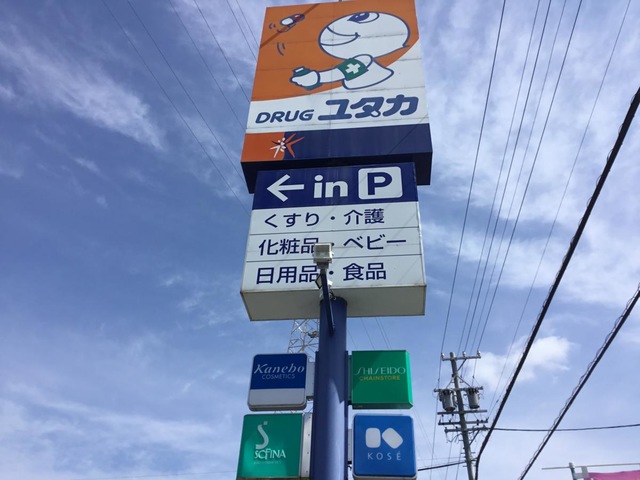 DRUG ユタカ
← in P
くすり・介護
化粧品・ベビー
日用品・食品
Kanebo
COSMETICS
SHISEIDO
CHAINSTORE
SOFINA
KOSÉ